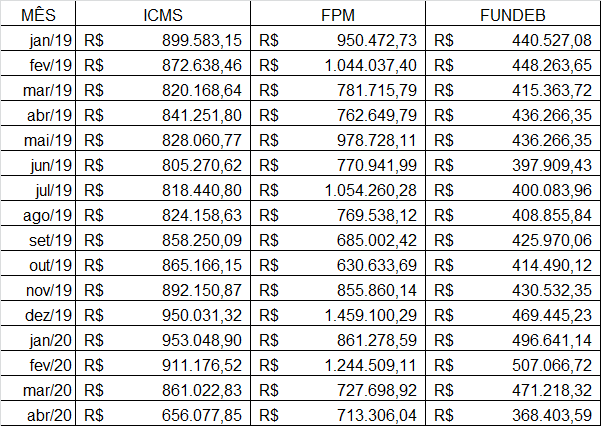 MÊS ICMS FPM FUNDEB
jan/19 R$ 899.583,15 R$ 950.472,73 R$ 440.527,08
fev/19 R$ 872.638,46 R$ 1.044.037,40 R$ 448.263,65
mar/19 R$ 820.168,64 R$ 781.715,79 R$ 415.363,72
abr/19 R$ 841.251,80 R$ 762.649,79 R$ 436.266,35
mai/19 R$ 828.060,77 R$ 978.728,11 R$ 436.266,35
jun/19 R$ 805.270,62 R$ 770.941,99 R$ 397.909,43
jul/19 R$ 818.440,80 R$ 1.054.260,28 R$ 400.083,96
ago/19 R$ 824.158,63 R$ 769.538,12 R$ 408.855,84
set/19 R$ 858.250,09 R$ 685.002,42 R$ 425.970,06
out/19 R$ 865.166,15 R$ 630.633,69 R$ 414.490,12
nov/19 R$ 892.150,87 R$ 855.860,14 R$ 430.532,35
dez/19 R$ 950.031,32 R$ 1.459.100,29 R$ 469.445,23
jan/20 R$ 953.048,90 R$ 861.278,59 R$ 496.641,14
fev/20 R$ 911.176,52 R$ 1.244.509,11 R$ 507.066,72
mar/20 R$ 861.022,83 R$ 727.698,92 R$ 471.218,32
abr/20 R$ 656.077,85 R$ 713.306,04 R$ 368.403,59